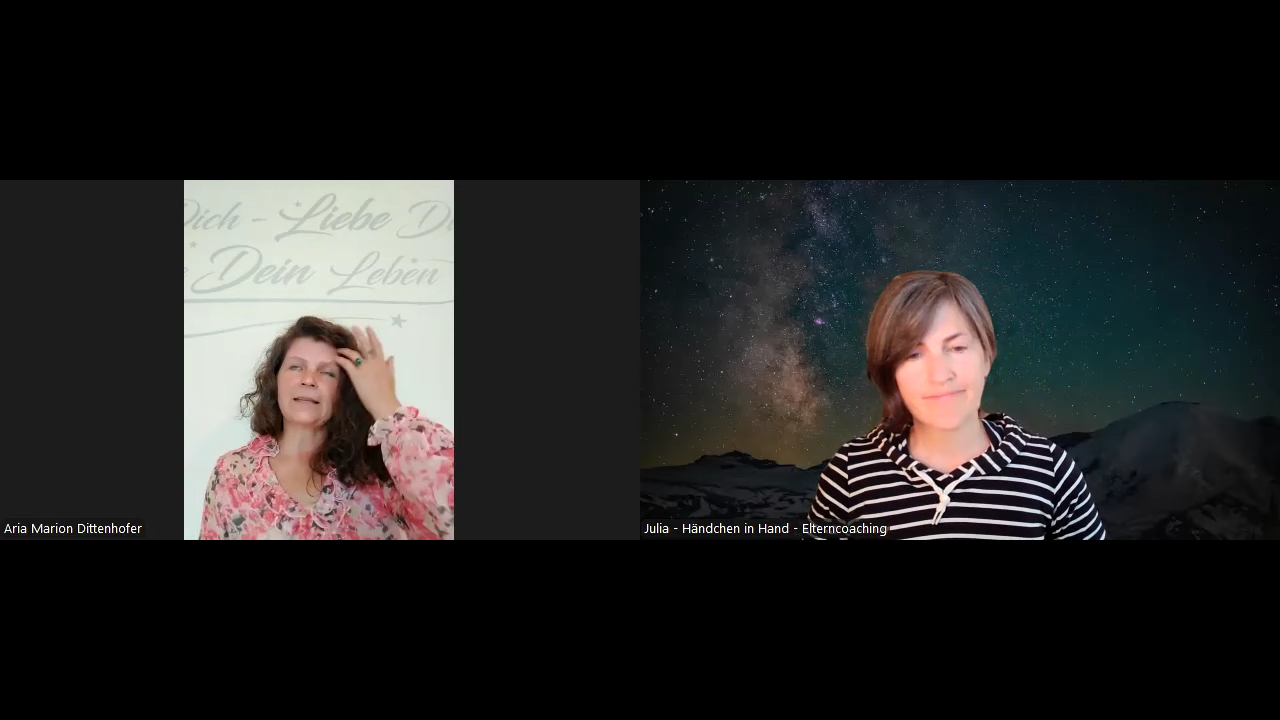 Dich - Liebe
Dein Leben
Aria Marion Dittenhofer
Julia - Händchen in Hand - Elterncoaching